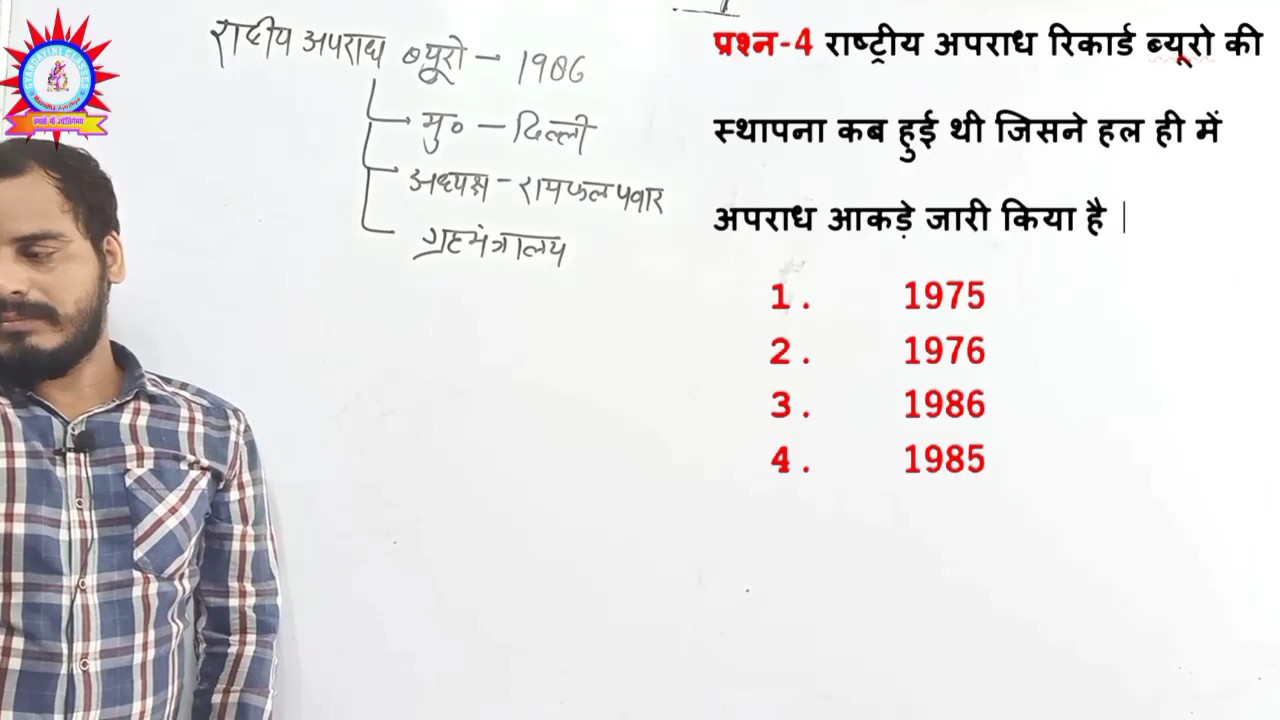 राष्ट्रीय अपराध ब्यूरो - 1986
मु० - दिल्ली
अध्यक्ष - रामफल पवार
ग्रहमंत्रालय
प्रश्न-4 राष्ट्रीय अपराध रिकार्ड ब्यूरो की
स्थापना कब हुई थी जिसने हल ही में
अपराध आकड़े जारी किया है |
1. 1975
2. 1976
3. 1986
4. 1985